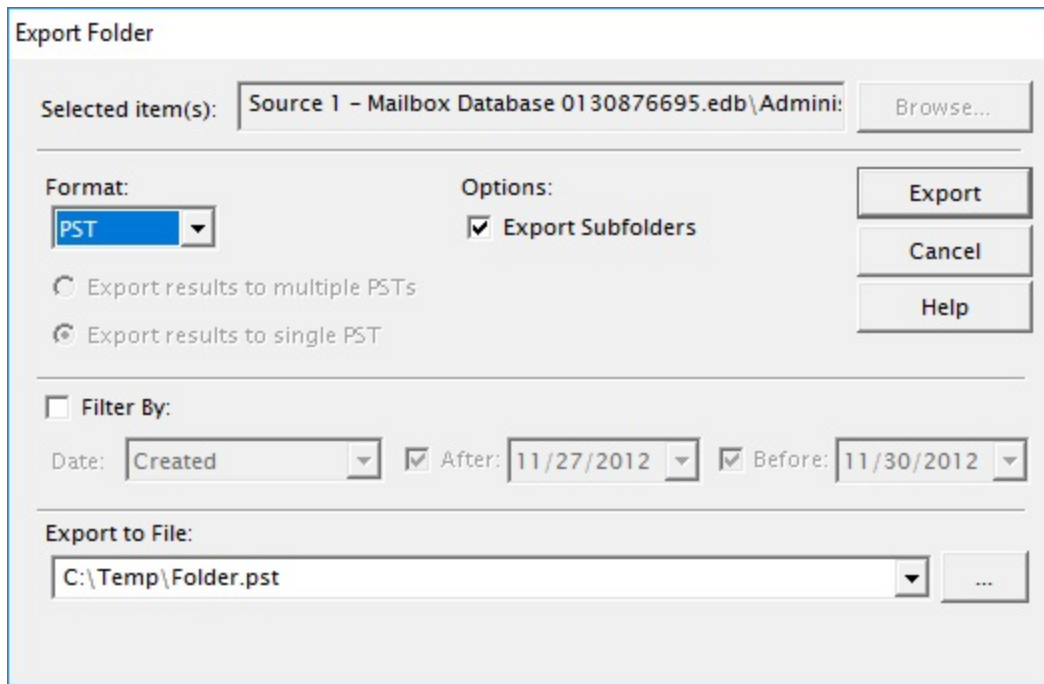 Export Folder
Selected item(s): Source 1 - Mailbox Database 0130876695.edb\Adminis Browse...
Format: Options:
PST Export Subfolders Export
Cancel
Export results to multiple PSTs
Help
Export results to single PST
Filter By:
Date: Created After: 11/27/2012 Before: 11/30/2012
Export to File:
C:\Temp\Folder.pst ...